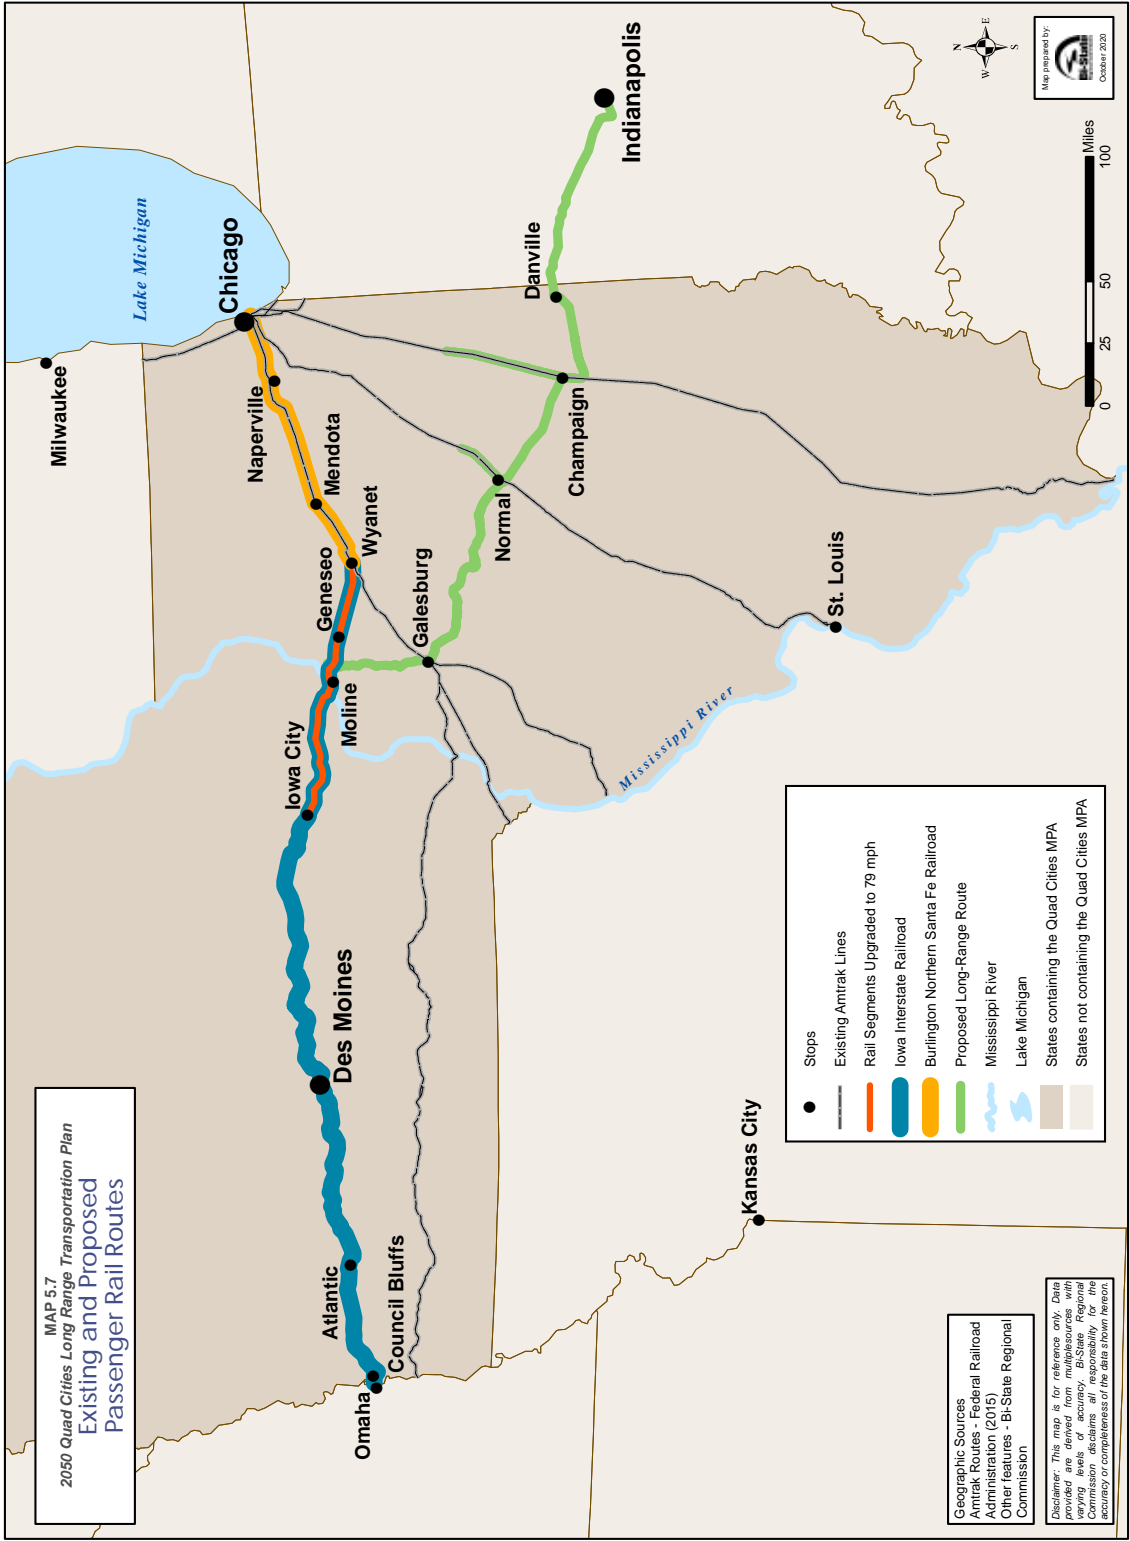 MAP 5.7
2050 Quad Cities Long Range Transportation Plan
Existing and Proposed
Passenger Rail Routes
Milwaukee
Lake Michigan
Chicago
Naperville
Mendota
Wyanet
Geneseo
Moline
Iowa City
Des Moines
Atlantic
Council Bluffs
Omaha
Galesburg
Normal
Champaign
Danville
Indianapolis
St. Louis
Mississippi River
Kansas City
Stops
Existing Amtrak Lines
Rail Segments Upgraded to 79 mph
Iowa Interstate Railroad
Burlington Northern Santa Fe Railroad
Proposed Long-Range Route
Mississippi River
Lake Michigan
States containing the Quad Cities MPA
States not containing the Quad Cities MPA
N
W
E
S
Map prepared by:
Bi-State
October 2020
0
25
50
100
Miles
Geographic Sources
Amtrak Routes - Federal Railroad
Administration (2015)
Other features - Bi-State Regional
Commission
Disclaimer: This map is for reference only. Data
provided are derived from multiplesources with
varying levels of accuracy. Bi-State Regional
Commission disclaims all responsibility for the
accuracy or completeness of the data shown hereon.